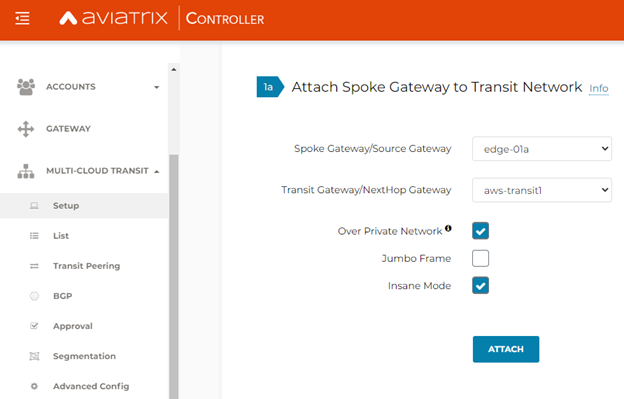 AVIATRIX CONTROLLER
ACCOUNTS
GATEWAY
MULTI-CLOUD TRANSIT
Setup
List
Transit Peering
BGP
Approval
Segmentation
Advanced Config
1a Attach Spoke Gateway to Transit Network Info
Spoke Gateway/Source Gateway edge-01a
Transit Gateway/NextHop Gateway aws-transit1
Over Private Network
Jumbo Frame
Insane Mode
ATTACH